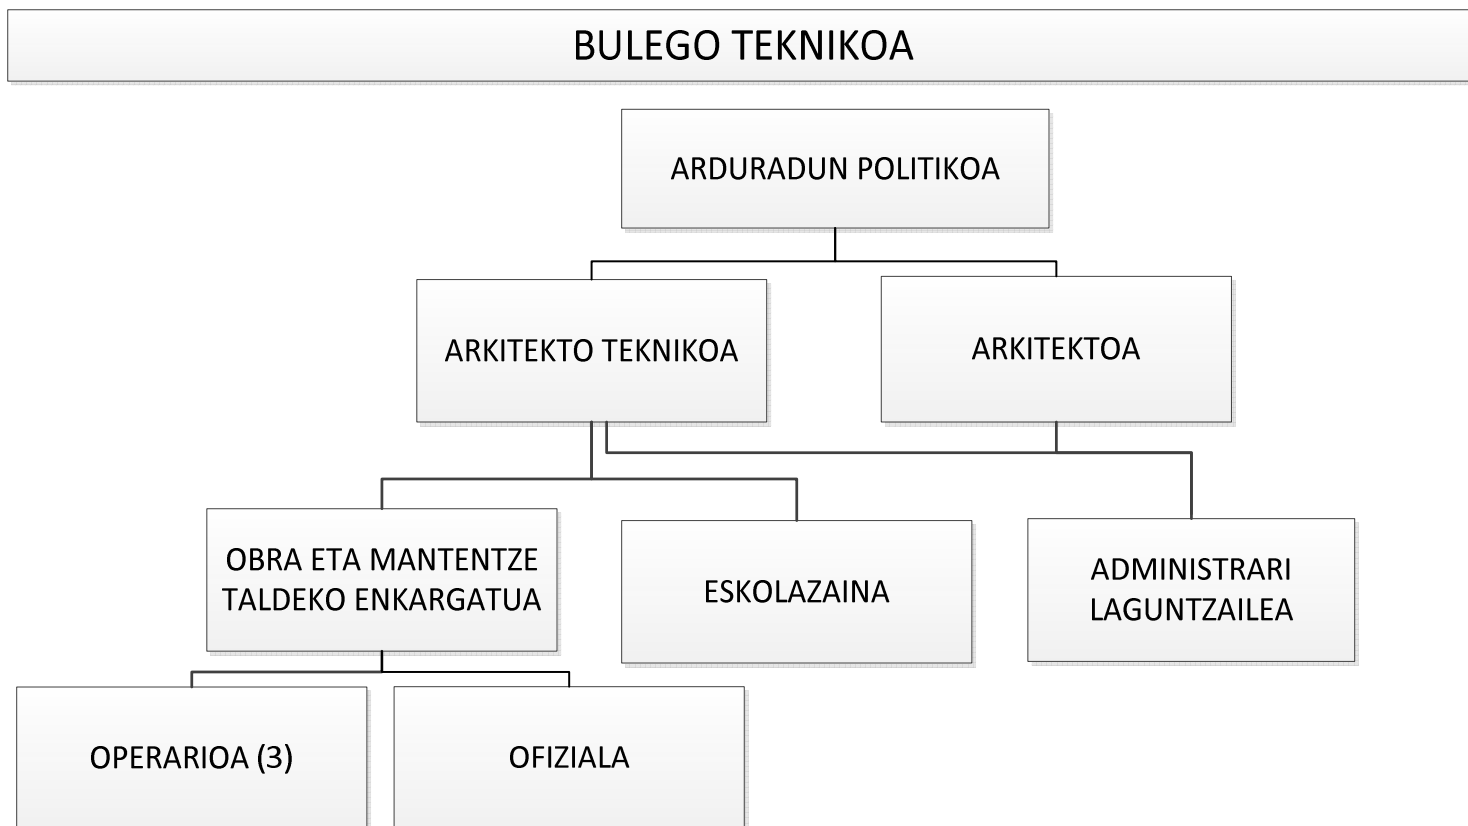 BULEGO TEKNIKOA
ARDURADUN POLITIKOA
ARKITEKTO TEKNIKOA
ARKITEKTOA
OBRA ETA MANTENTZE
TALDEKO ENKARGATUA
ESKOLAZAINA
ADMINISTRARI
LAGUNTZAILEA
OPERARIOA (3)
OFIZIALA